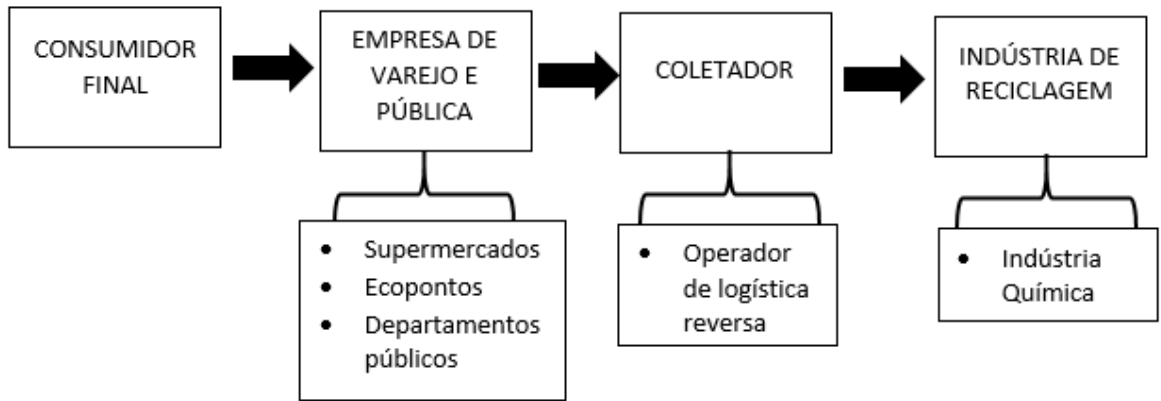 CONSUMIDOR
FINAL
EMPRESA DE
VAREJO E
PÚBLICA
COLETADOR
INDÚSTRIA DE
RECICLAGEM
• Supermercados
• Ecopontos
• Departamentos
públicos
• Operador
de logística
reversa
• Indústria
Química